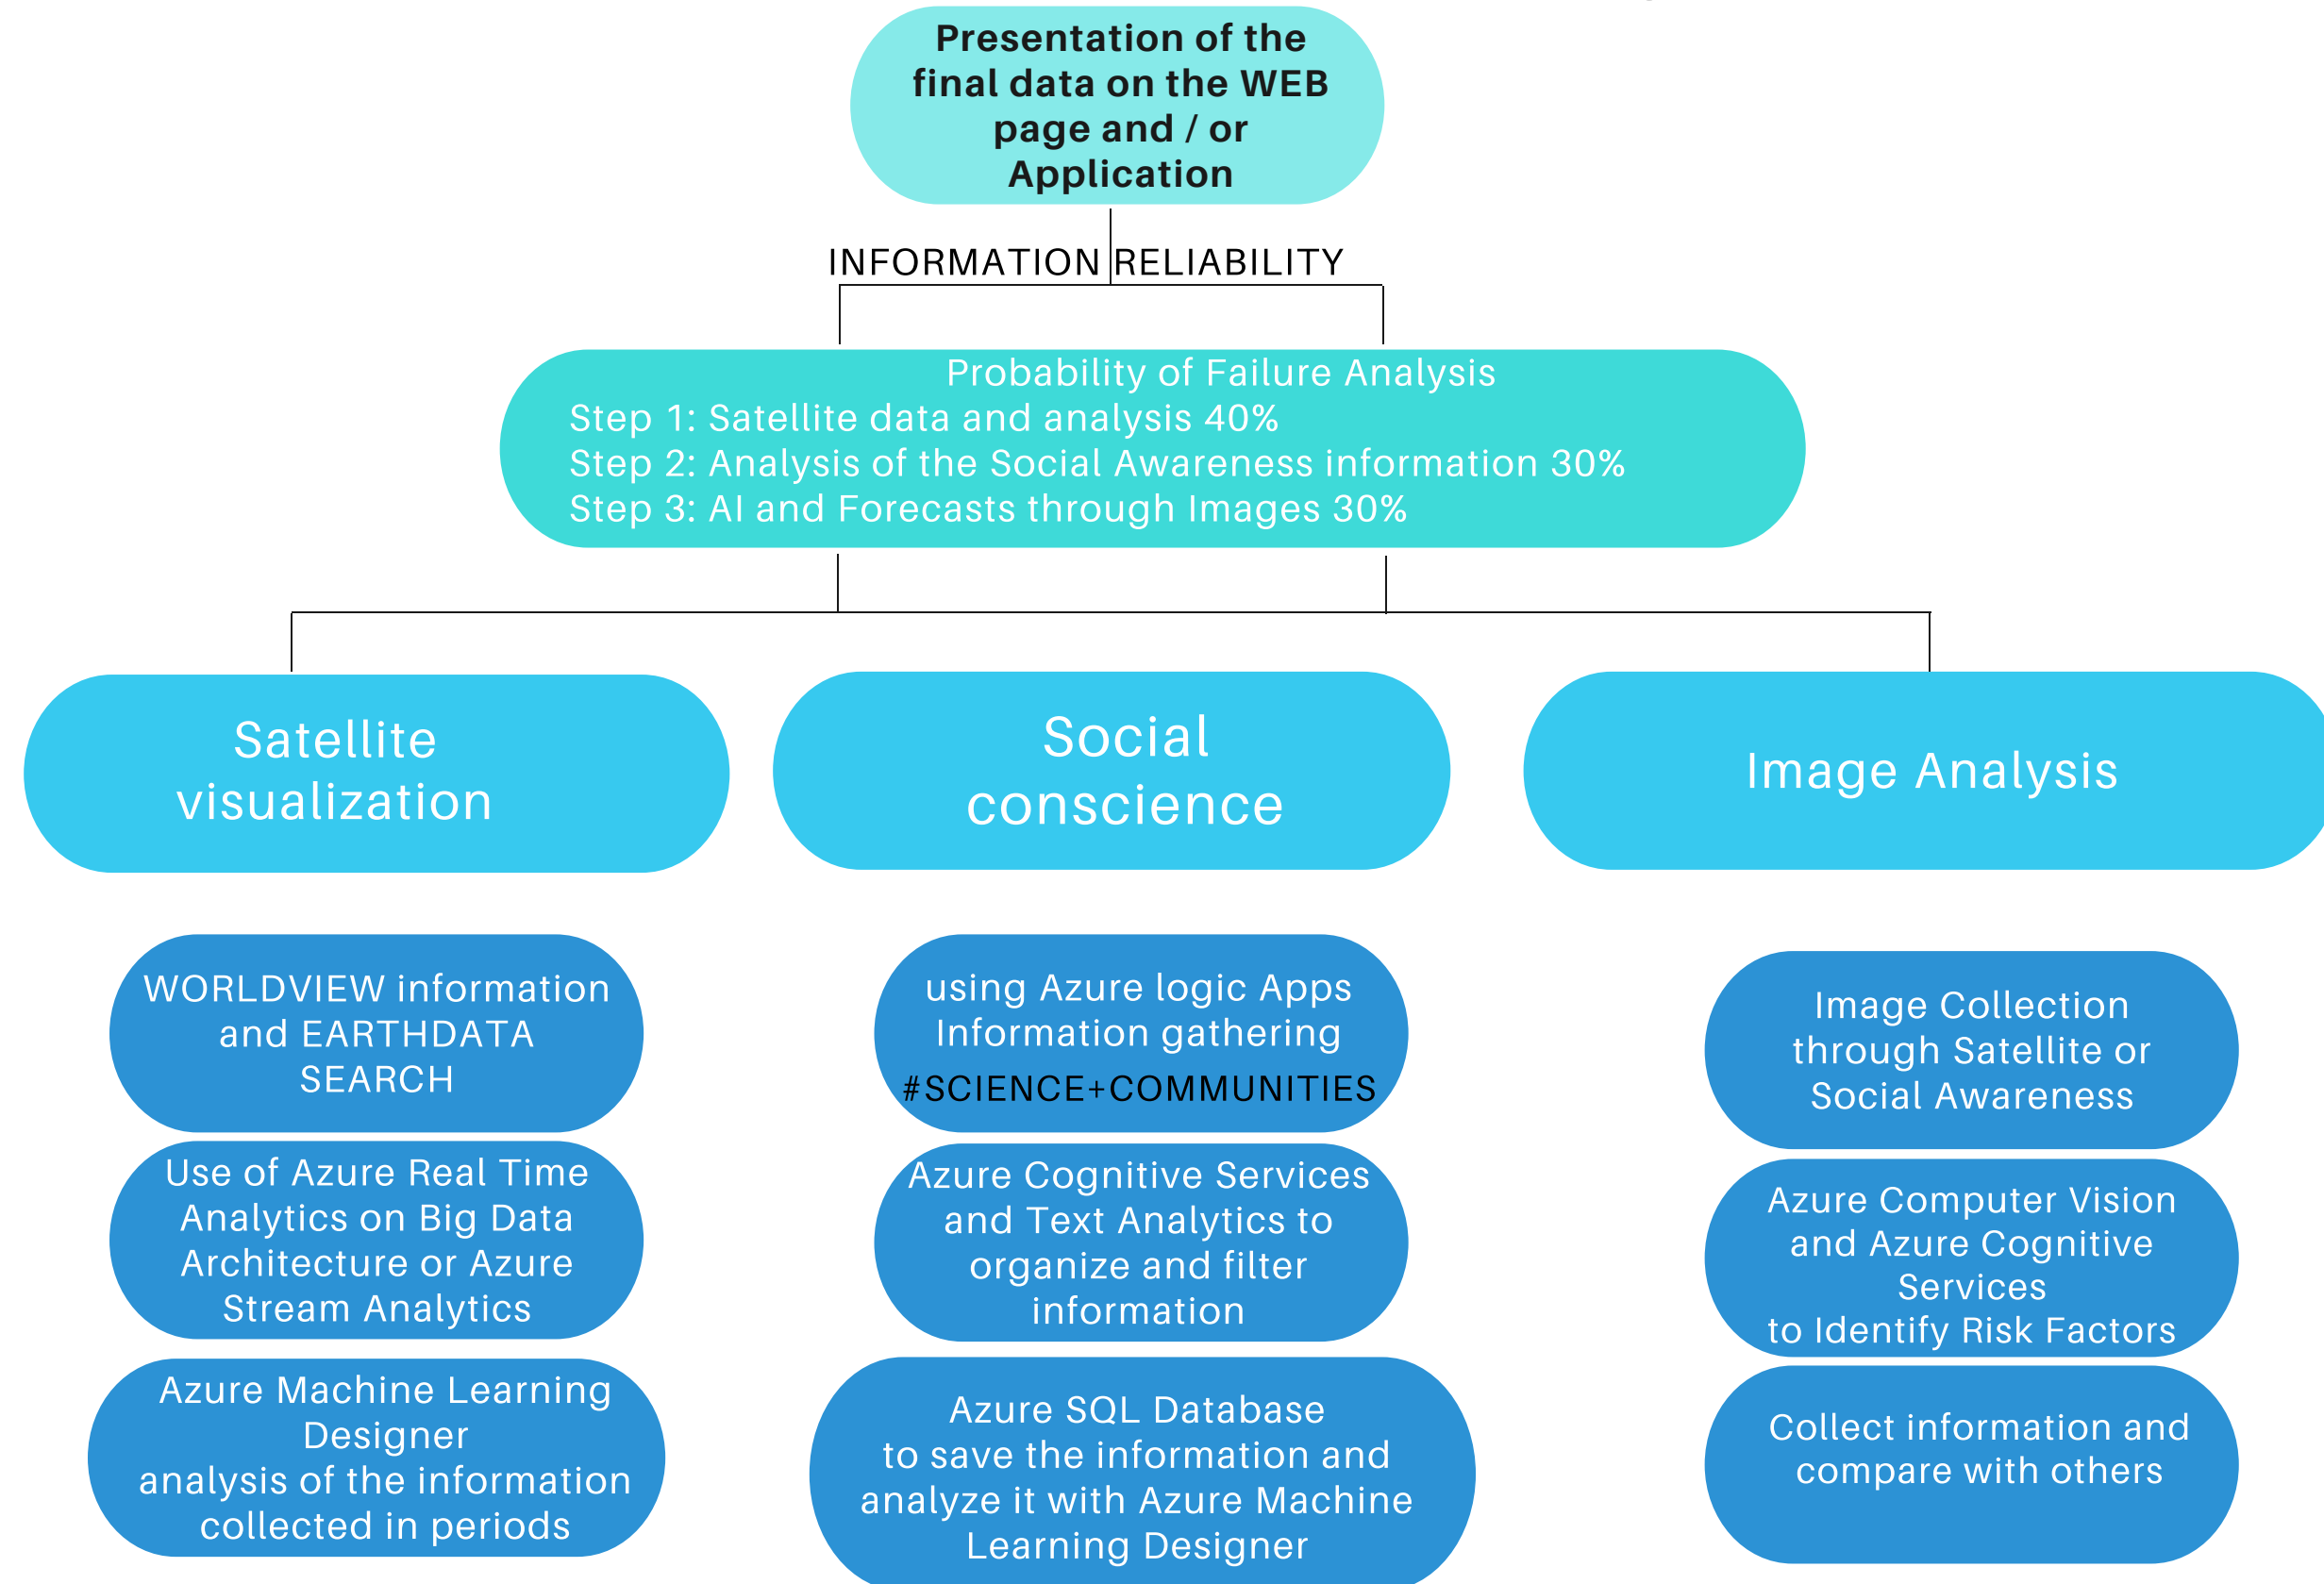 Presentation of the
final data on the WEB
page and / or
Application
INFORMATION RELIABILITY
Probability of Failure Analysis
Step 1: Satellite data and analysis 40%
Step 2: Analysis of the Social Awareness information 30%
Step 3: AI and Forecasts through Images 30%
Satellite
visualization
Social
conscience
Image Analysis
WORLDVIEW information
and EARTHDATA
SEARCH
Use of Azure Real Time
Analytics on Big Data
Architecture or Azure
Stream Analytics
Azure Machine Learning
Designer
analysis of the information
collected in periods
using Azure logic Apps
Information gathering
#SCIENCE+COMMUNITIES
Azure Cognitive Services
and Text Analytics to
organize and filter
information
Azure SQL Database
to save the information and
analyze it with Azure Machine
Learning Designer
Image Collection
through Satellite or
Social Awareness
Azure Computer Vision
and Azure Cognitive
Services
to Identify Risk Factors
Collect information and
compare with others